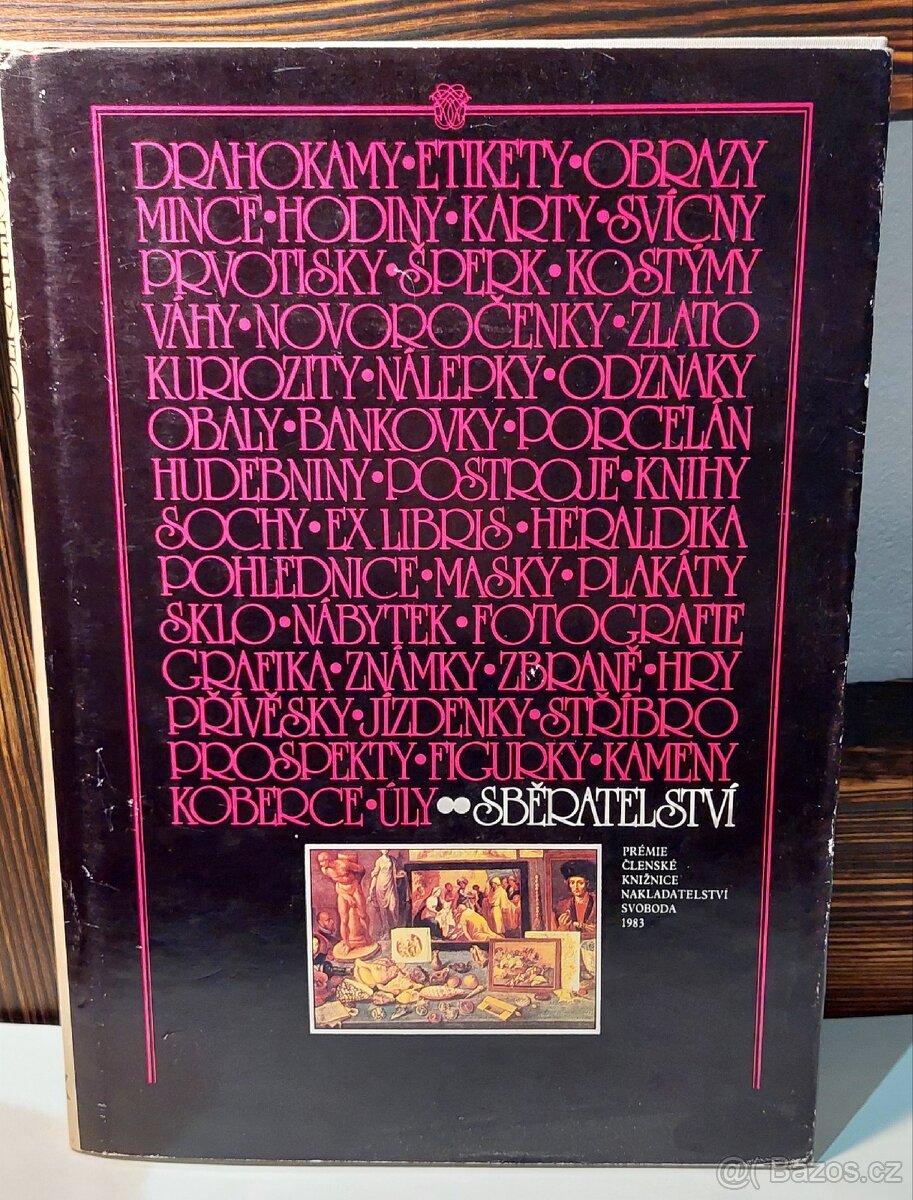 DRAHOKAMY•ETIKETY•OBRAZY
MINCE•HODINY•KARTY•SVÍCNY
PRVOTISKY•ŠPERK•KOSTÝMY
VÁHY•NOVOROČENKY•ZLATO
KURIOZITY•NÁLEPKY•ODZNAKY
OBALY•BANKOVKY•PORCELÁN
HUDEBNINY•POSTROJE•KNIHY
SOCHY•EX LIBRIS•HERALDIKA
POHLEDNICE•MASKY•PLAKÁTY
SKLO•NÁBYTEK•FOTOGRAFIE
GRAFIKA•ZNÁMKY•ZBRANĚ•HRY
PŘÍVĚSKY•JÍZDENKY•STŘÍBRO
PROSPEKTY•FIGURKY•KAMENY
KOBERCE•ÚLY••SBĚRATELSTVÍ
PRÉMIE
ČLENSKÉ
KNIŽNICE
NAKLADATELSTVÍ
SVOBODA
1983
Bazos.cz